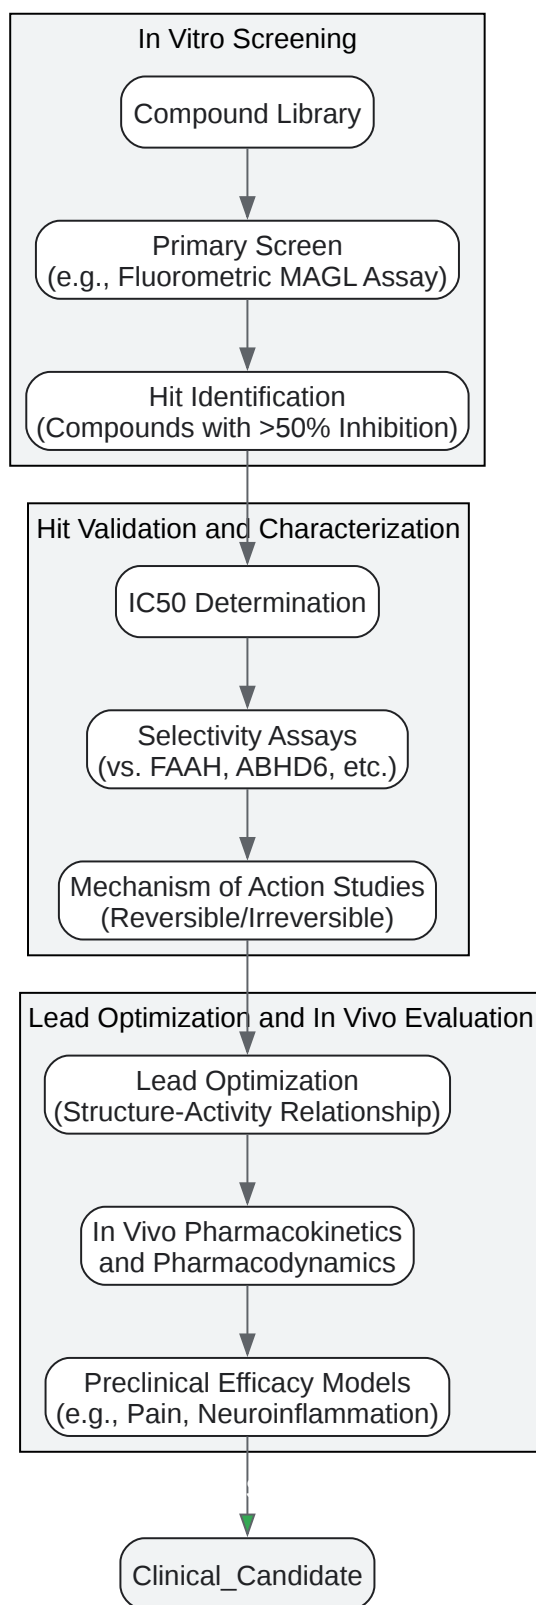 In Vitro Screening
Compound Library
Primary Screen
(e.g., Fluorometric MAGL Assay)
Hit Identification
(Compounds with >50% Inhibition)
Hit Validation and Characterization
IC50 Determination
Selectivity Assays
(vs. FAAH, ABHD6, etc.)
Mechanism of Action Studies
(Reversible/Irreversible)
Lead Optimization and In Vivo Evaluation
Lead Optimization
(Structure-Activity Relationship)
In Vivo Pharmacokinetics
and Pharmacodynamics
Preclinical Efficacy Models
(e.g., Pain, Neuroinflammation)
Clinical_Candidate